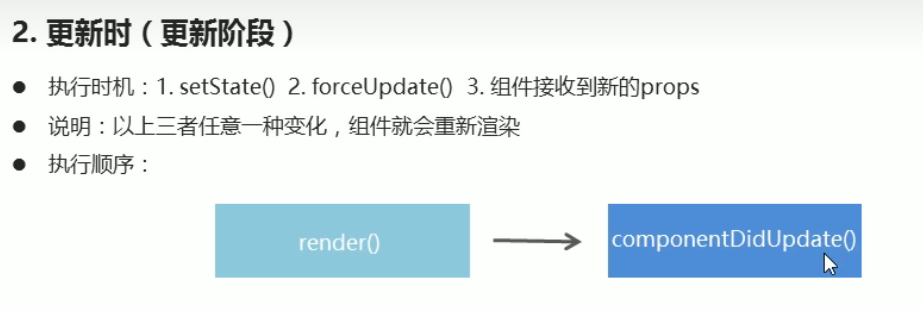 2. 更新时（更新阶段）
● 执行时机：1. setState() 2. forceUpdate() 3. 组件接收到新的props
● 说明：以上三者任意一种变化，组件就会重新渲染
● 执行顺序：
render()
componentDidUpdate()